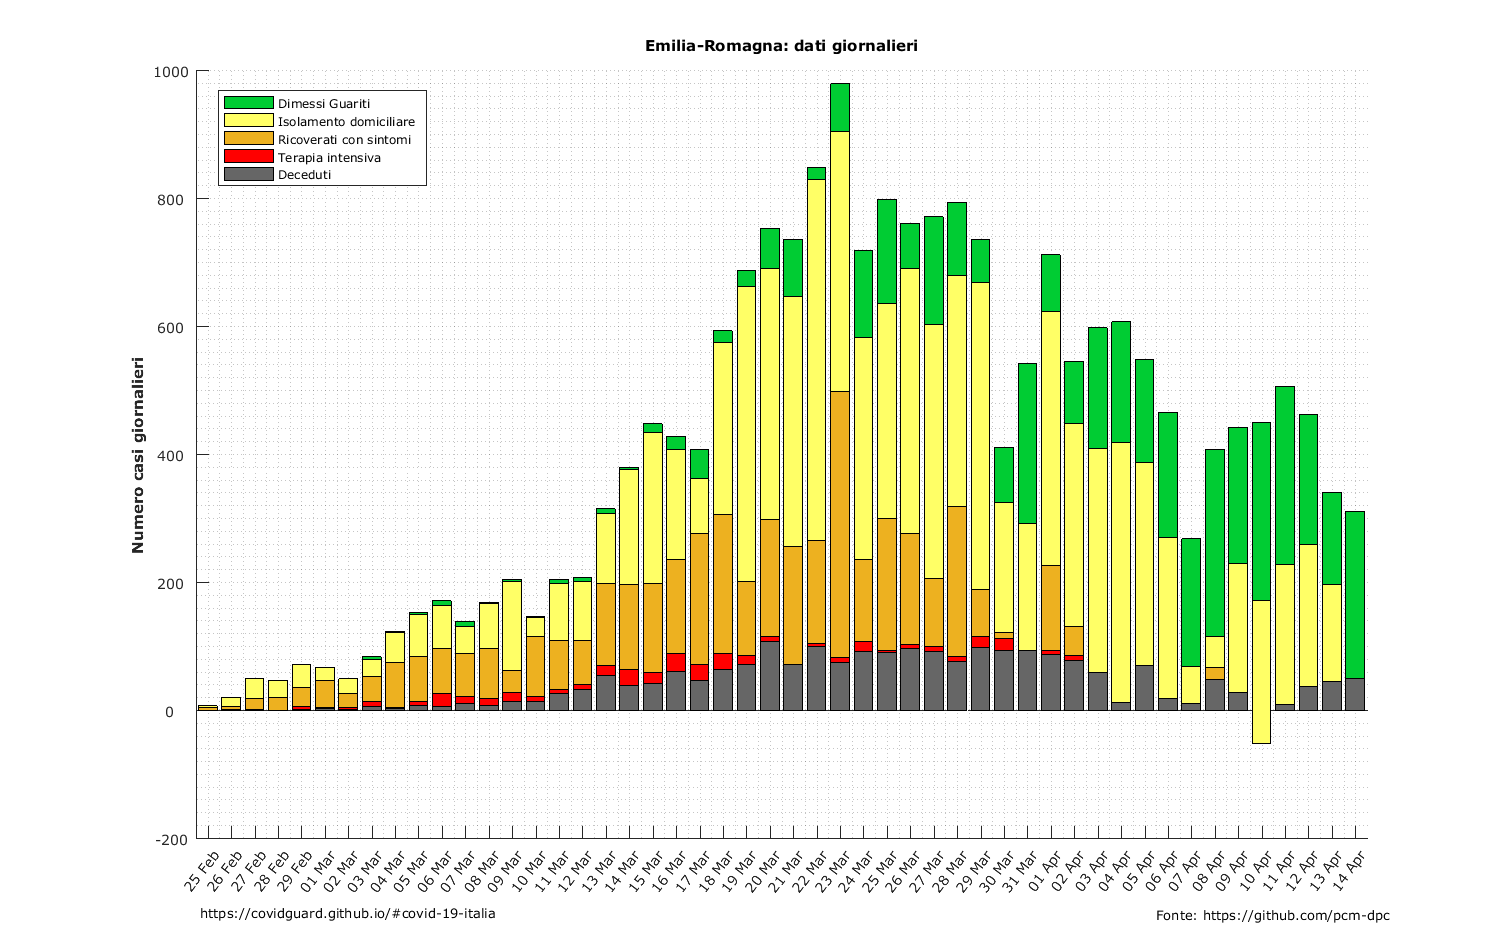 Emilia-Romagna: dati giornalieri
1000
800
600
400
200
0
-200
Numero casi giornalieri
Dimessi Guariti
Isolamento domiciliare
Ricoverati con sintomi
Terapia intensiva
Deceduti
25 Feb
26 Feb
27 Feb
28 Feb
29 Feb
01 Mar
02 Mar
03 Mar
04 Mar
05 Mar
06 Mar
07 Mar
08 Mar
09 Mar
10 Mar
11 Mar
12 Mar
13 Mar
14 Mar
15 Mar
16 Mar
17 Mar
18 Mar
19 Mar
20 Mar
21 Mar
22 Mar
23 Mar
24 Mar
25 Mar
26 Mar
27 Mar
28 Mar
29 Mar
30 Mar
31 Mar
01 Apr
02 Apr
03 Apr
04 Apr
05 Apr
06 Apr
07 Apr
08 Apr
09 Apr
10 Apr
11 Apr
12 Apr
13 Apr
14 Apr
https://covidguard.github.io/#covid-19-italia
Fonte: https://github.com/pcm-dpc